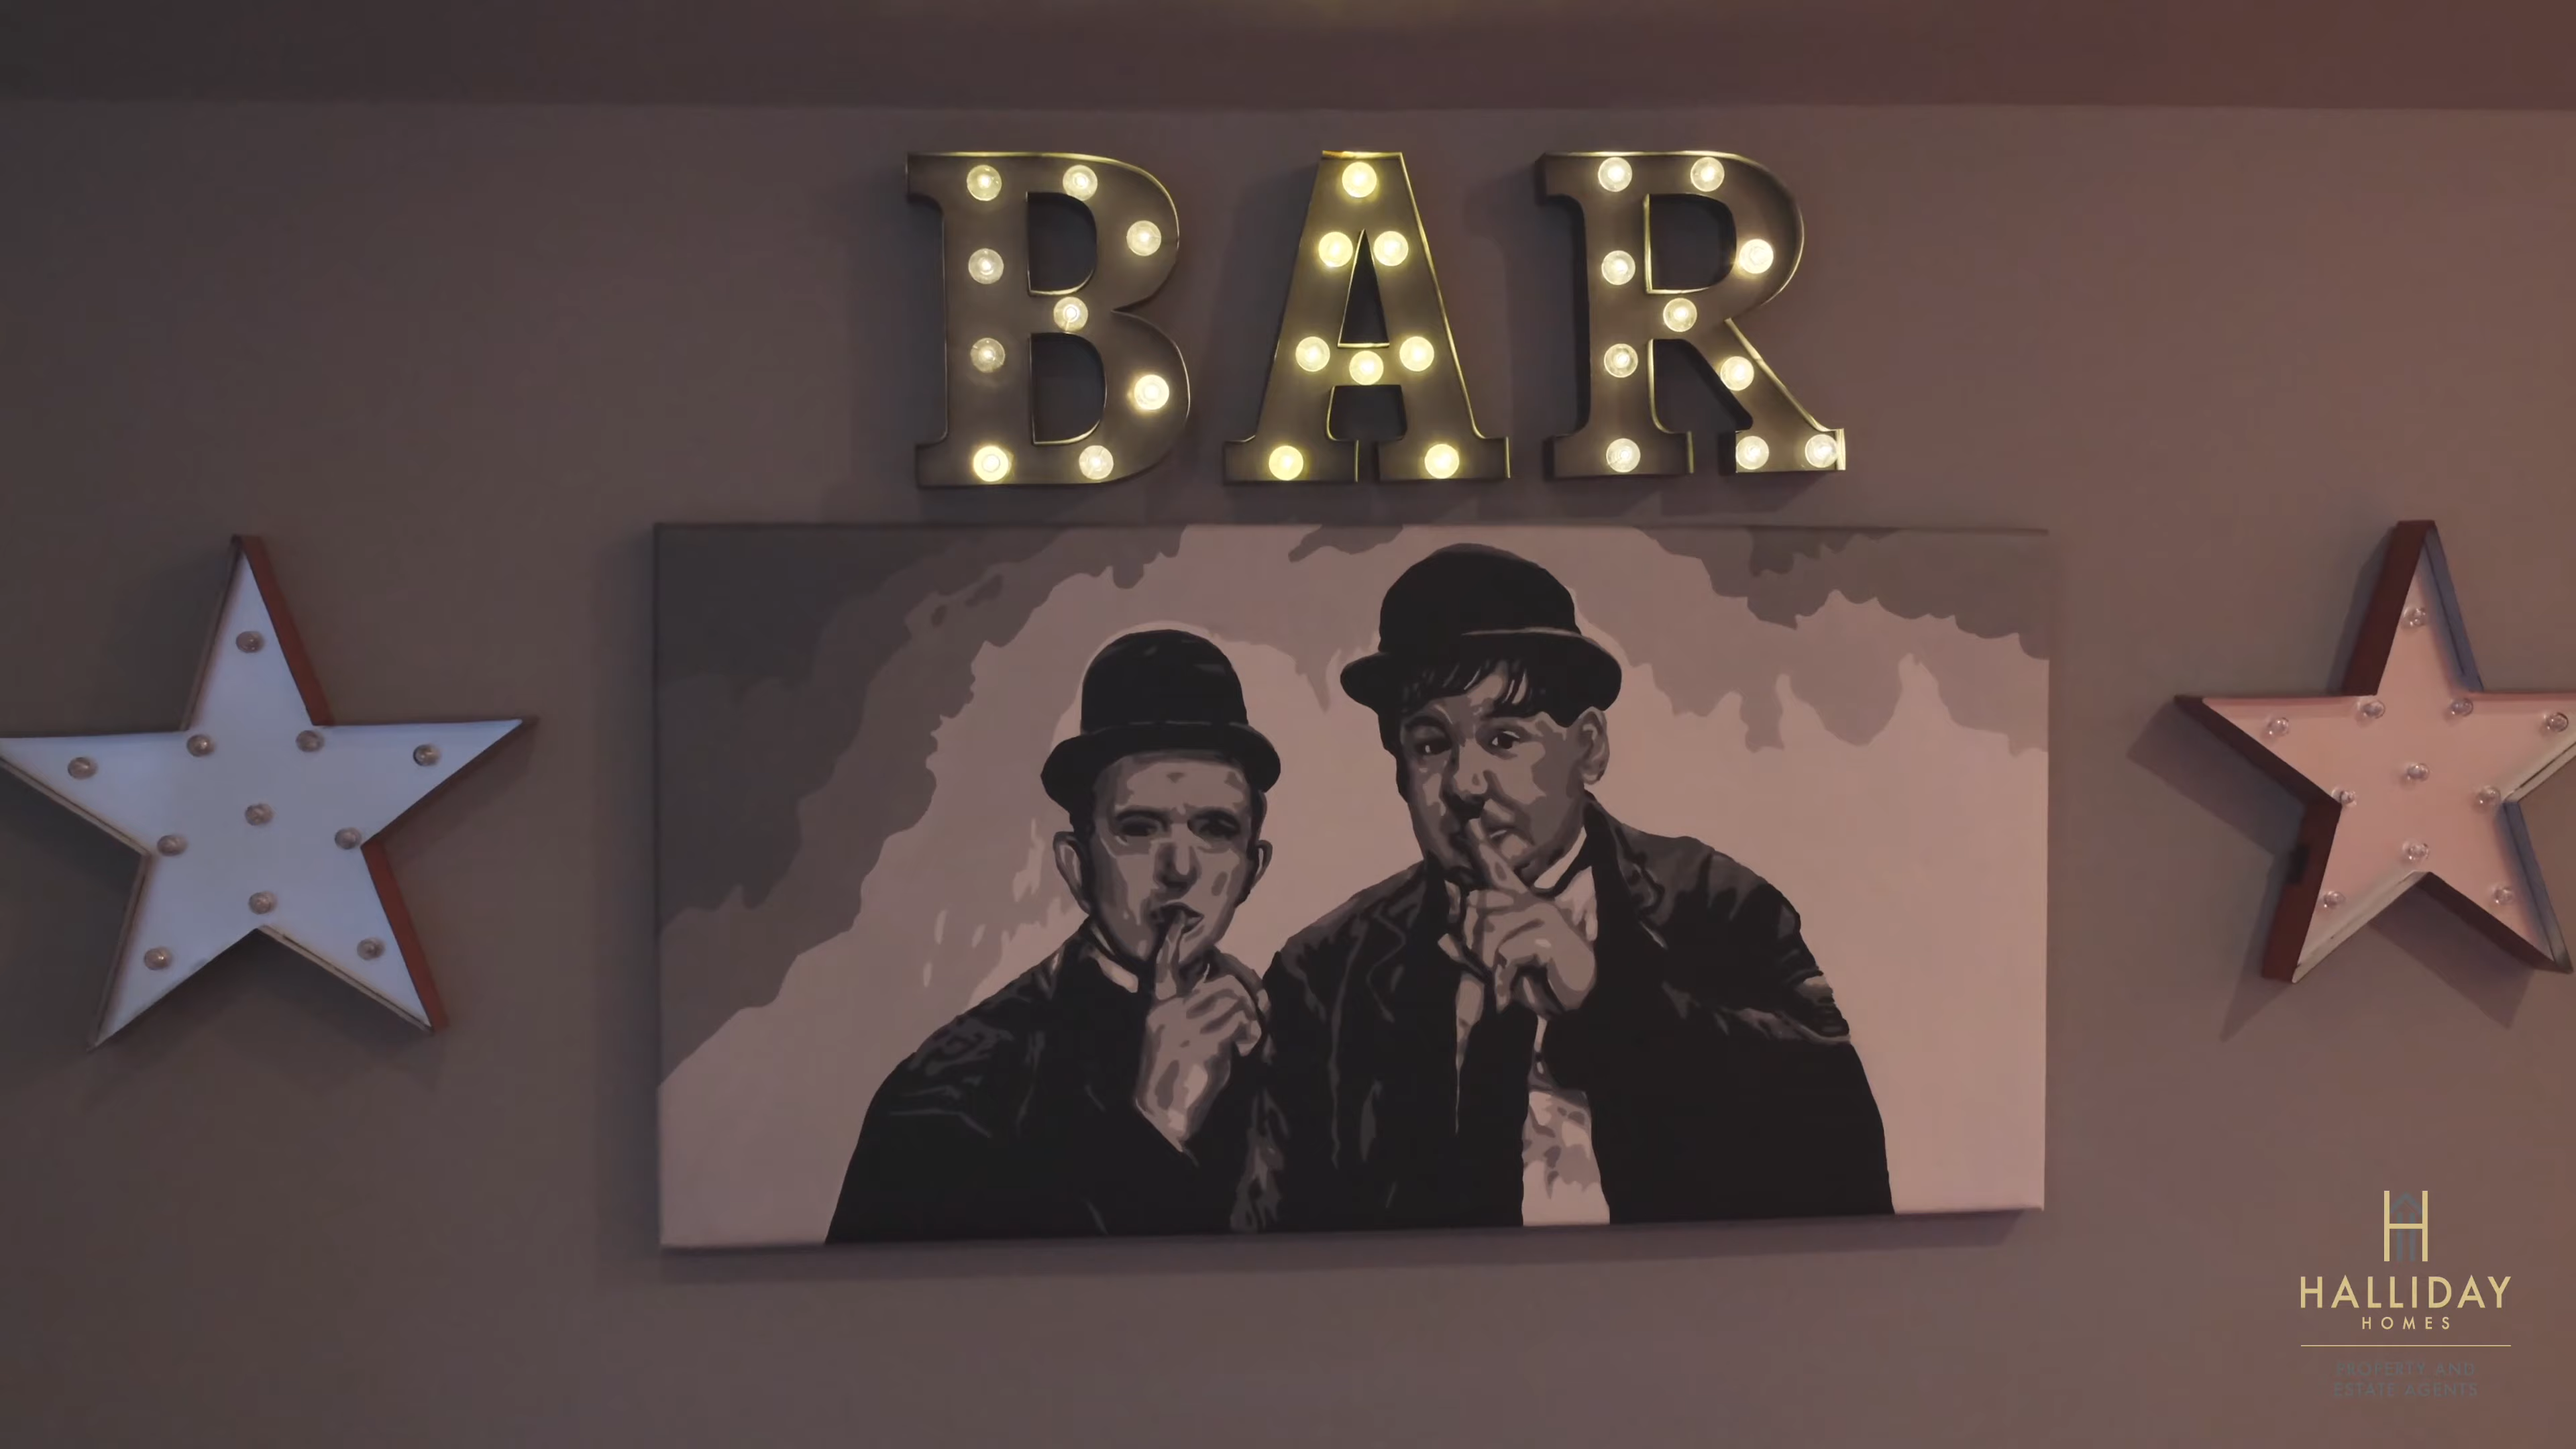 BAR
H
HALLIDAY
HOMES
PROPERTY AND
ESTATE AGENTS